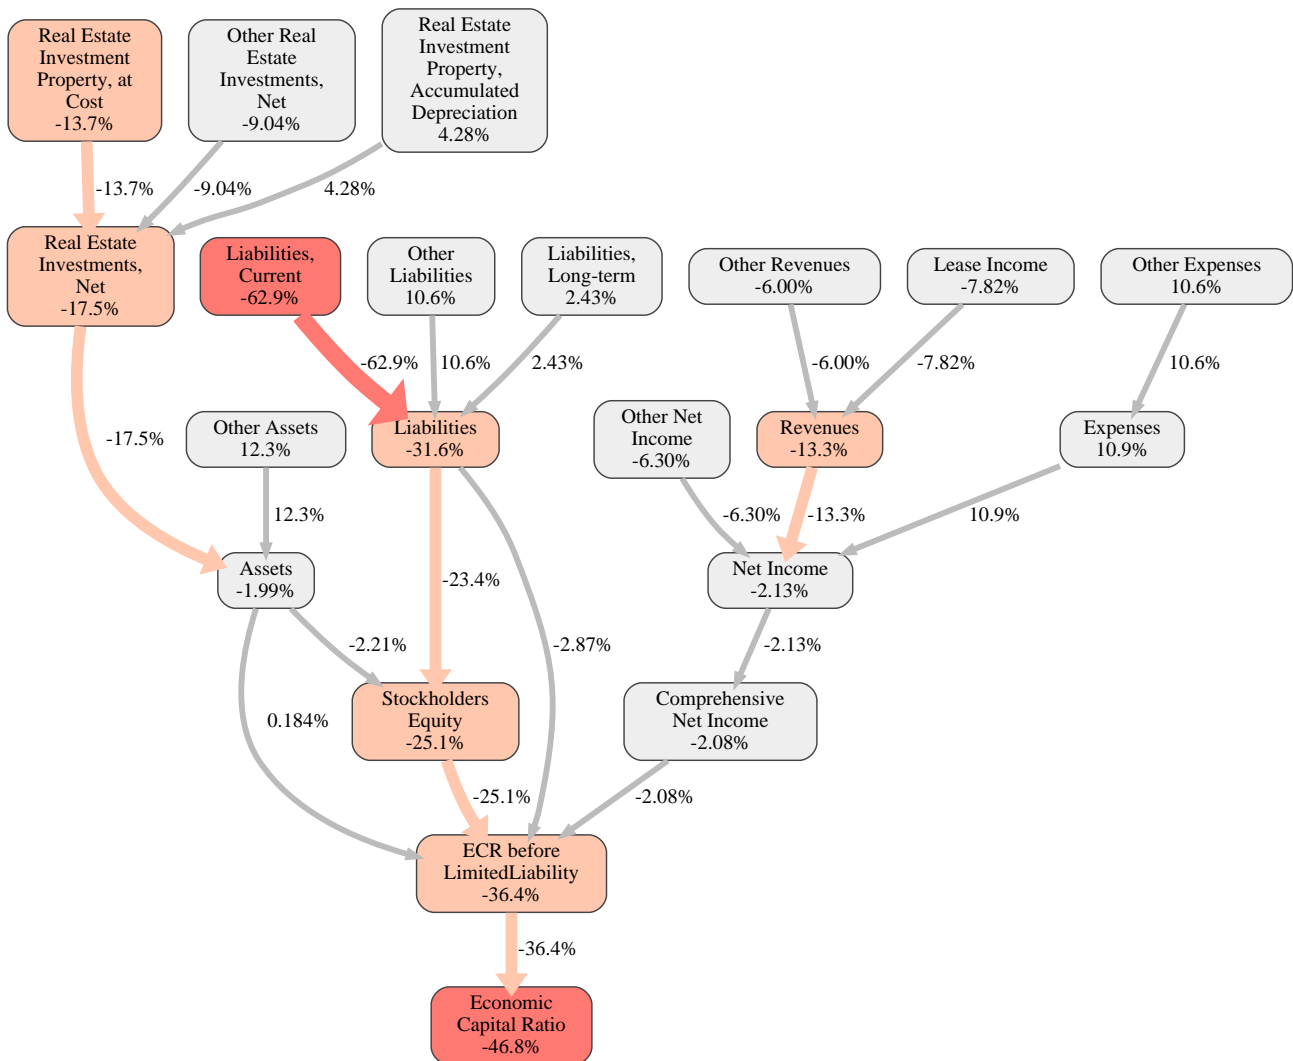 Real Estate
Investment
Property, at
Cost
-13.7%
Other Real
Estate
Investments,
Net
-9.04%
Real Estate
Investment
Property,
Accumulated
Depreciation
4.28%
-13.7%
-9.04%
4.28%
Real Estate
Investments,
Net
-17.5%
Liabilities,
Current
-62.9%
Other
Liabilities
10.6%
Liabilities,
Long-term
2.43%
Other Revenues
-6.00%
Lease Income
-7.82%
Other Expenses
10.6%
-62.9%
10.6%
2.43%
-6.00%
-7.82%
10.6%
-17.5%
Other Assets
12.3%
Liabilities
-31.6%
Other Net
Income
-6.30%
Revenues
-13.3%
Expenses
10.9%
12.3%
-6.30%
-13.3%
10.9%
Assets
-1.99%
-23.4%
Net Income
-2.13%
-2.21%
-2.87%
-2.13%
0.184%
Stockholders
Equity
-25.1%
Comprehensive
Net Income
-2.08%
-25.1%
-2.08%
ECR before
LimitedLiability
-36.4%
-36.4%
Economic
Capital Ratio
-46.8%